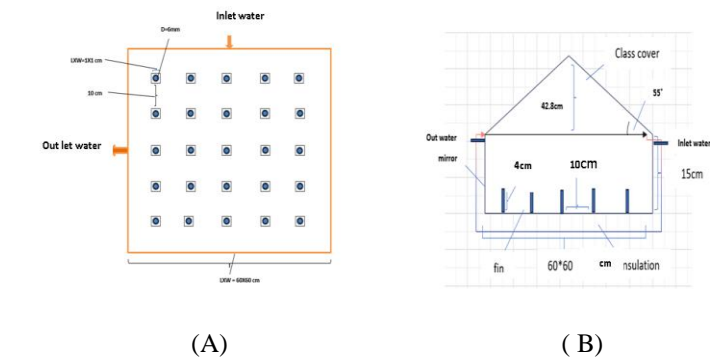 Inlet water
D=6mm
LXW=1X1 cm
10 cm
Out let water
LXW = 60X60 cm
(A)
Class cover
42.8cm
55°
Out water
Inlet water
mirror
4cm
10cm
15cm
fin
60*60
cm
nsulation
( B)